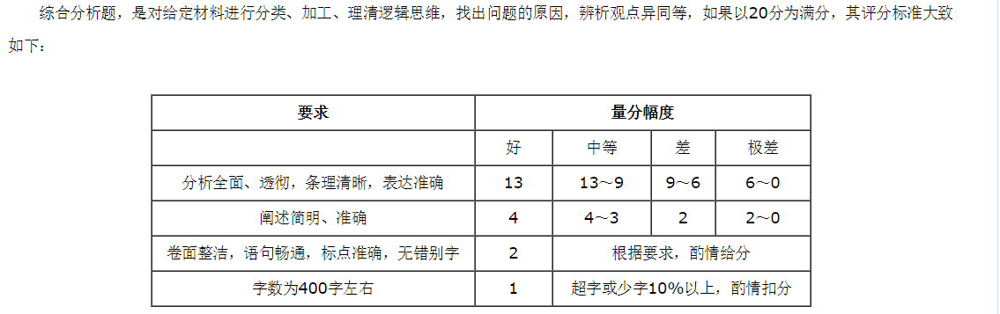 综合分析题，是对给定材料进行分类、加工、理清逻辑思维，找出问题的原因，辨析观点异同等，如果以20分为满分，其评分标准大致
如下：
要求 量分幅度
好 中等 差 极差
分析全面、透彻，条理清晰，表达准确 13 13～9 9～6 6～0
阐述简明、准确 4 4～3 2 2～0
卷面整洁，语句畅通，标点准确，无错别字 2 根据要求，酌情给分
字数为400字左右 1 超字或少字10%以上，酌情扣分